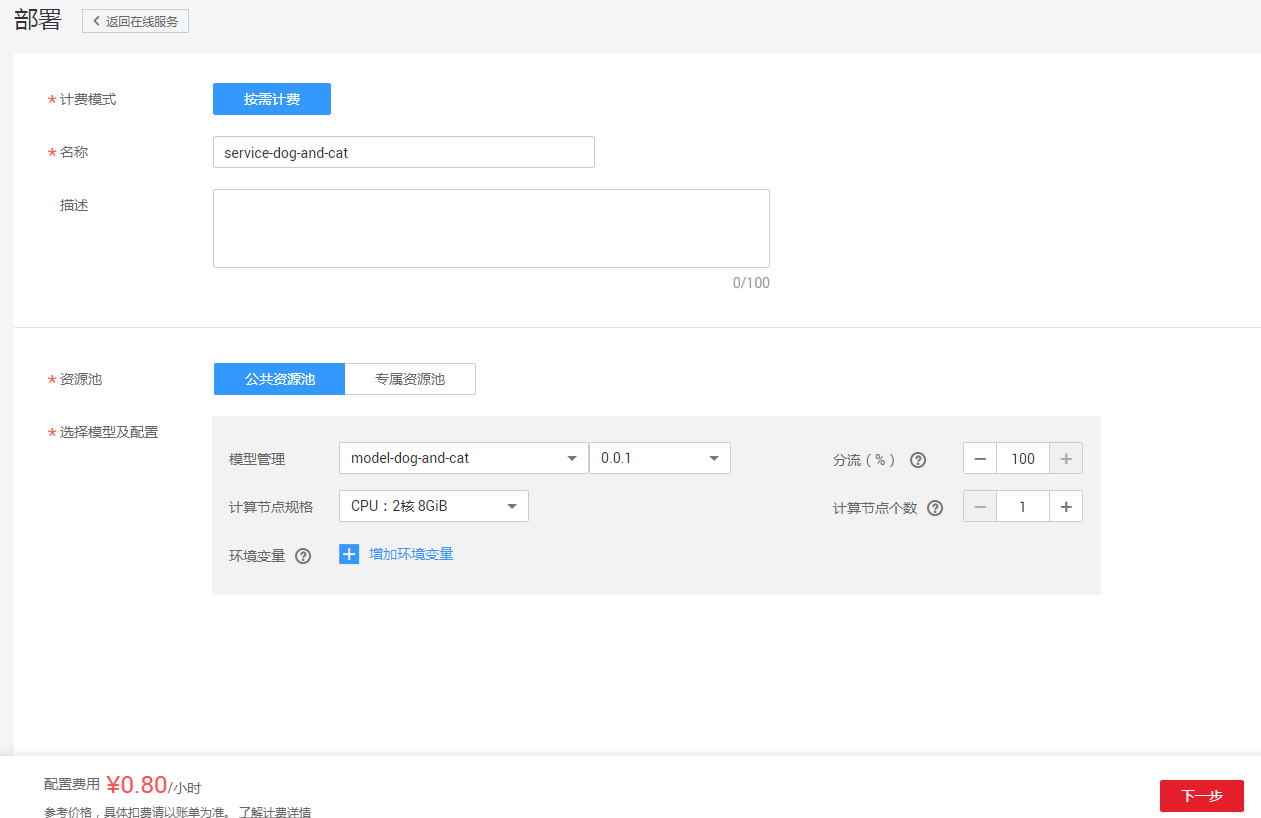 部署 返回在线服务
* 计费模式 按需计费
* 名称 service-dog-and-cat
描述
0/100
* 资源池 公共资源池 专属资源池
* 选择模型及配置
模型管理 model-dog-and-cat 0.0.1 分流（%） ? − 100 +
计算节点规格 CPU：2核 8GiB 计算节点个数 ? − 1 +
环境变量 ? + 增加环境变量
配置费用 ¥0.80/小时
参考价格，具体扣费请以账单为准。 了解计费详情
下一步